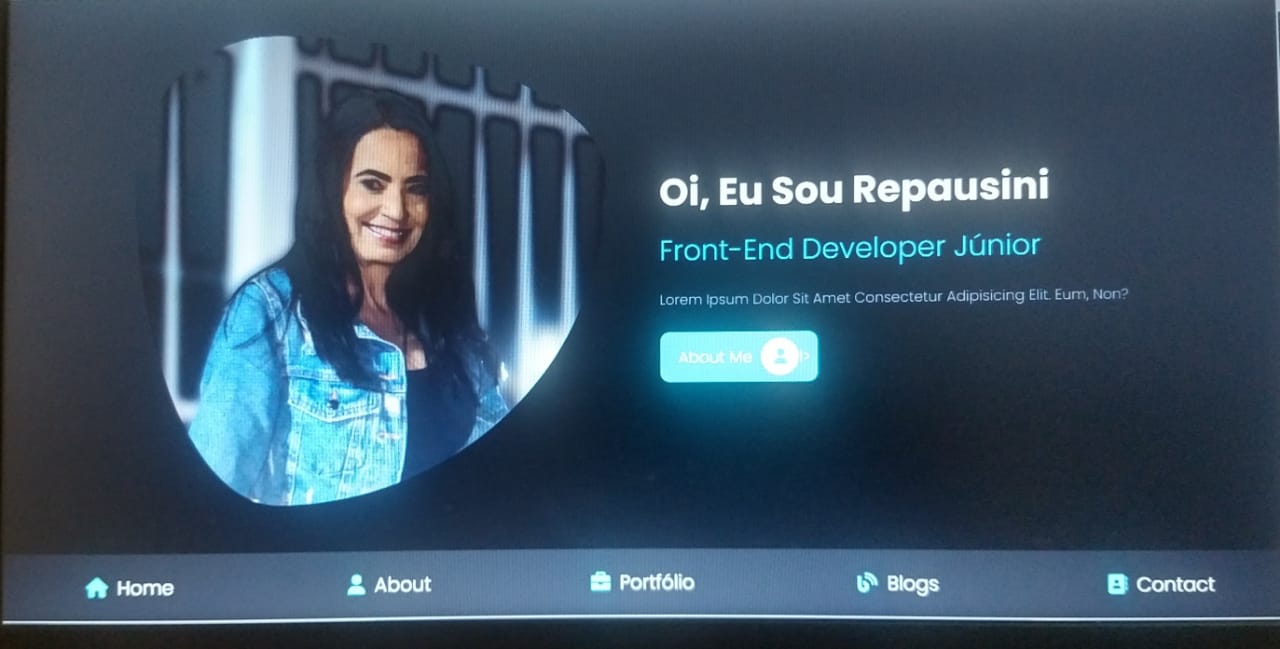 Oi, Eu Sou Repausini
Front-End Developer Júnior
Lorem Ipsum Dolor Sit Amet Consectetur Adipisicing Elit. Eum, Non?
About Me l>
Home About Portfólio Blogs Contact